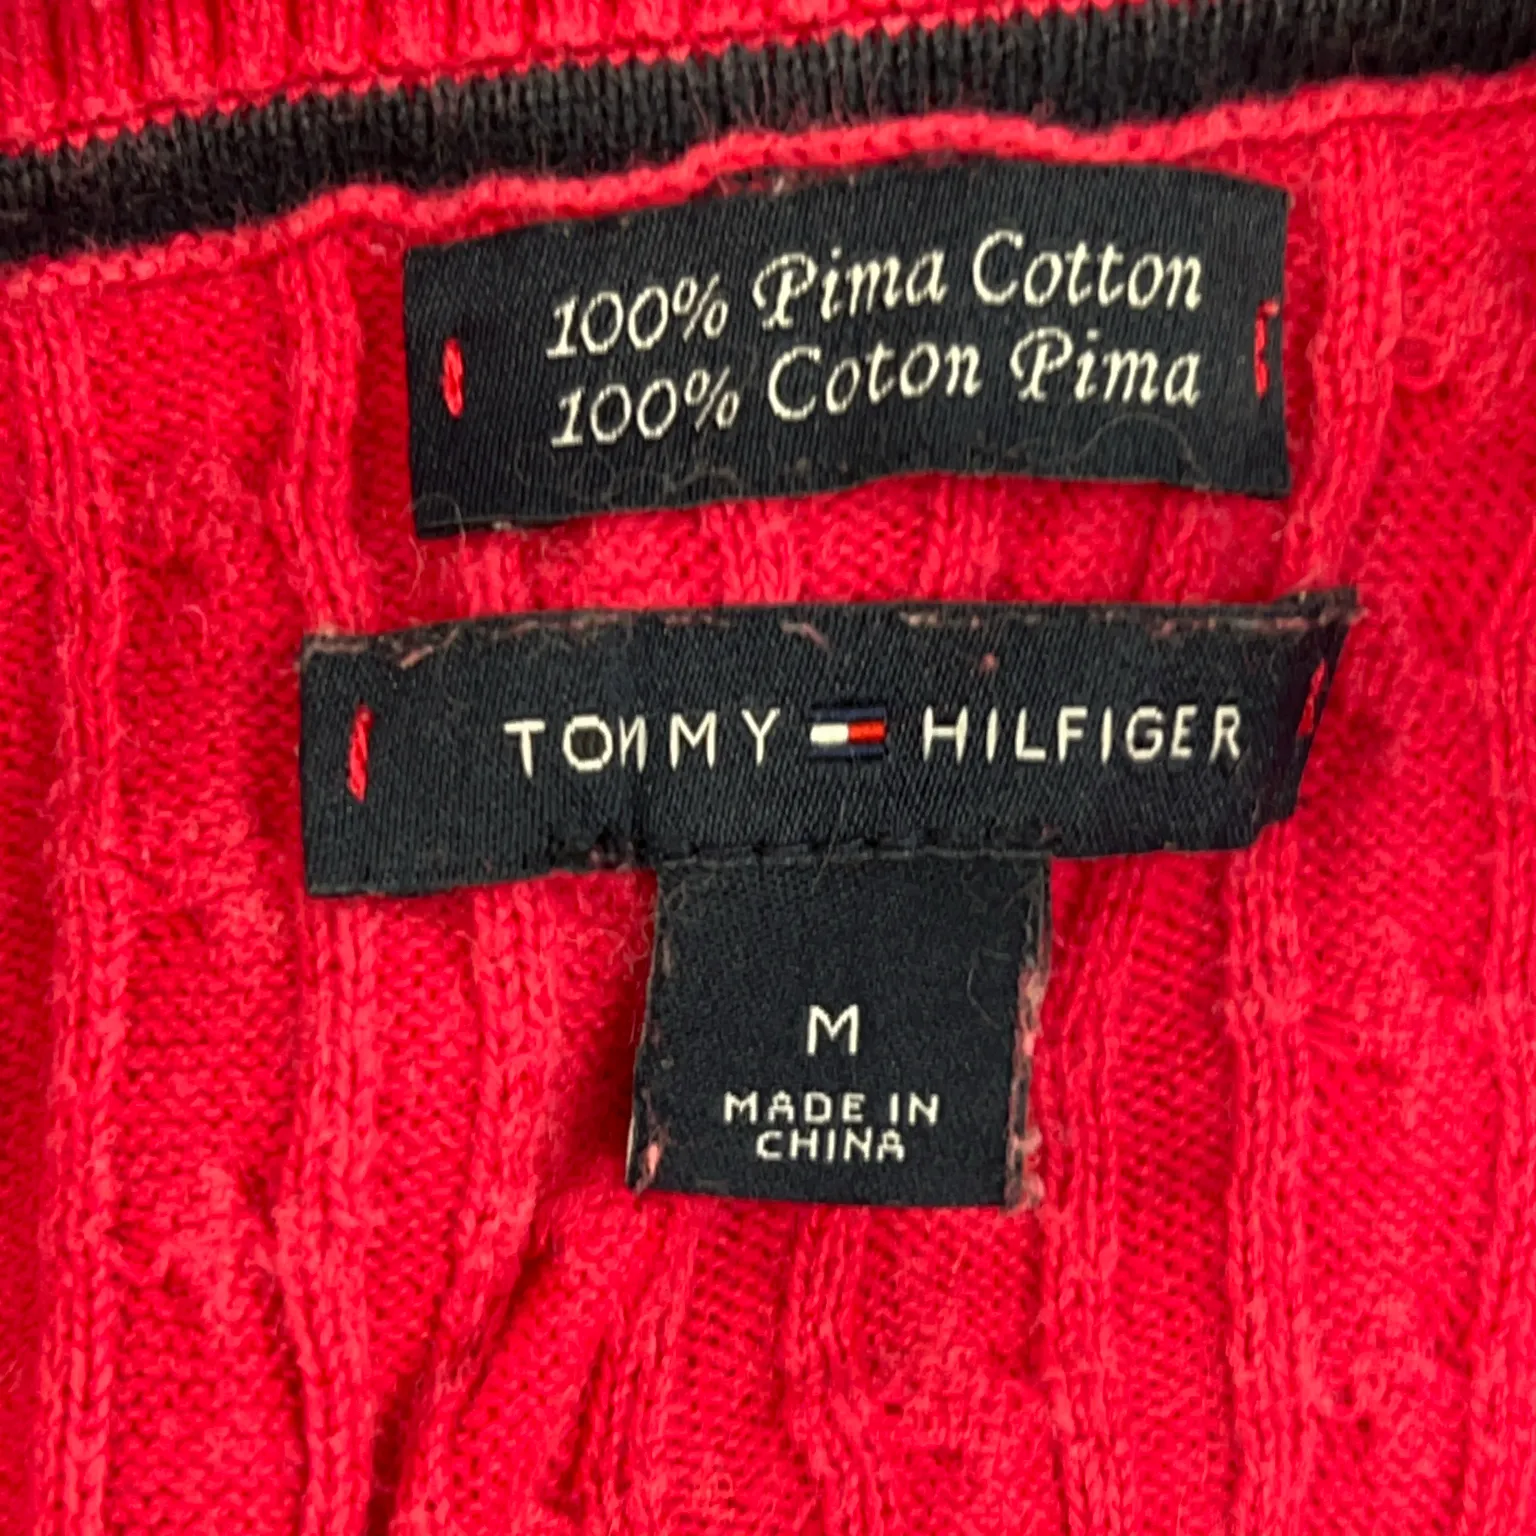 100% Pima Cotton
100% Coton Pima
TOMMY HILFIGER
M
MADE IN
CHINA